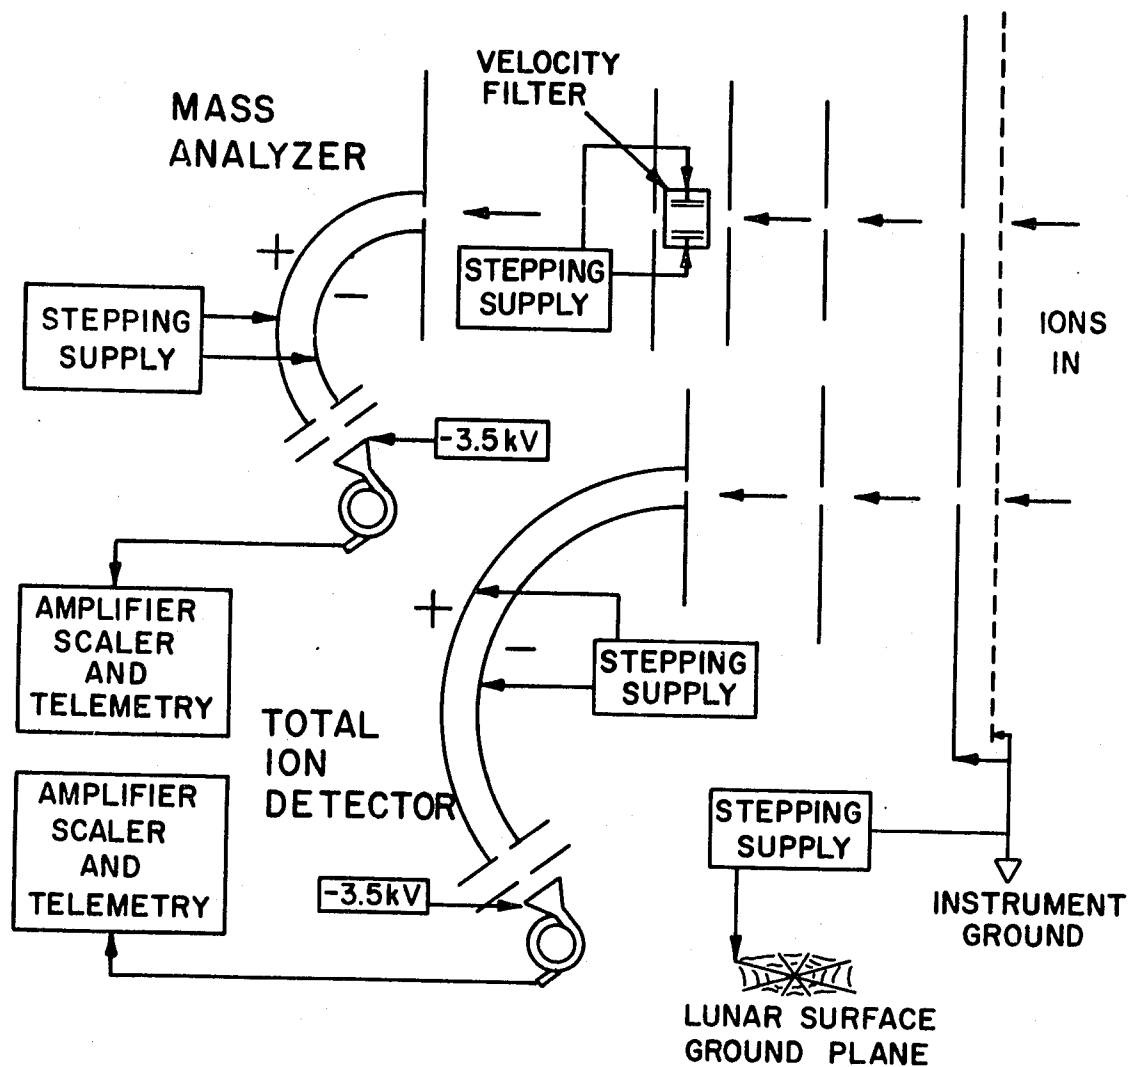 VELOCITY
FILTER
MASS
ANALYZER
+
−
STEPPING
SUPPLY
STEPPING
SUPPLY
IONS
IN
-3.5kV
AMPLIFIER
SCALER
AND
TELEMETRY
+
−
STEPPING
SUPPLY
TOTAL
ION
DETECTOR
AMPLIFIER
SCALER
AND
TELEMETRY
-3.5kV
STEPPING
SUPPLY
INSTRUMENT
GROUND
LUNAR SURFACE
GROUND PLANE